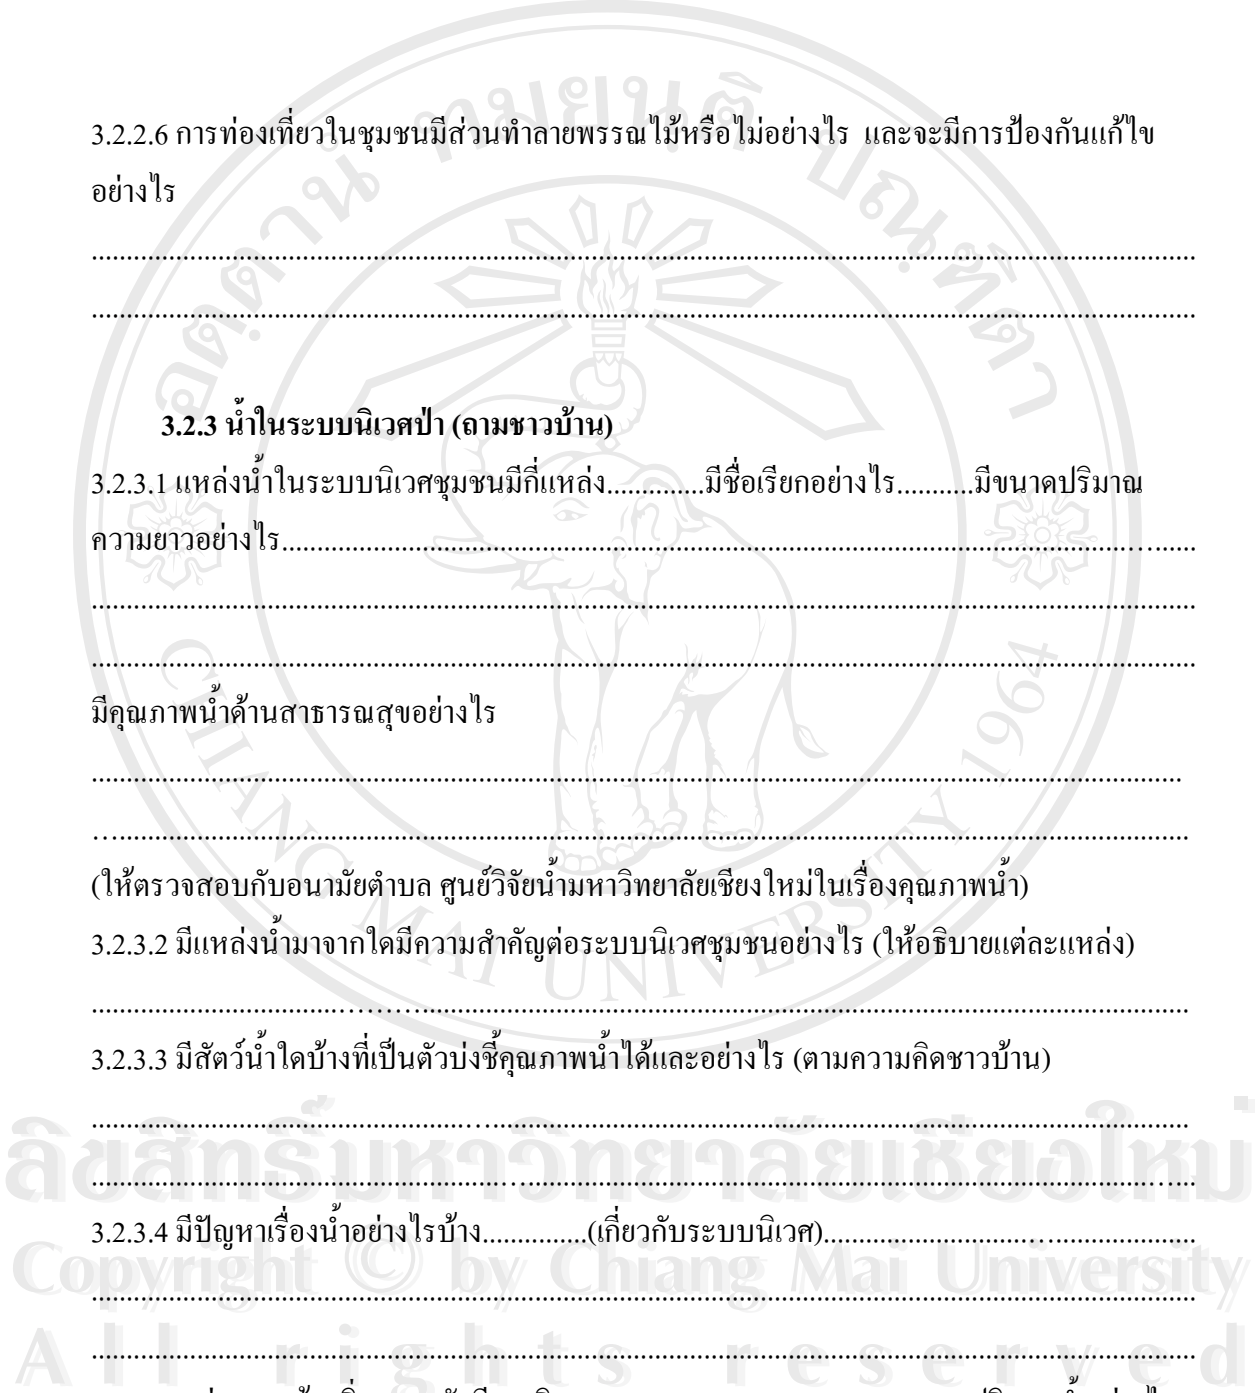 3.2.2.6 การท่องเที่ยวในชุมชนมีส่วนทำลายพรรณไม้หรือไม่อย่างไร และจะมีการป้องกันแก้ไข
อย่างไร
................................................................................
................................................................................
3.2.3 น้ำในระบบนิเวศป่า (ถามชาวบ้าน)
3.2.3.1 แหล่งน้ำในระบบนิเวศชุมชนมีกี่แหล่ง..............มีชื่อเรียกอย่างไร...........มีขนาดปริมาณ
ความยาวอย่างไร................................................................................
................................................................................
................................................................................
มีคุณภาพน้ำด้านสาธารณสุขอย่างไร
................................................................................
................................................................................
(ให้ตรวจสอบกับอนามัยตำบล ศูนย์วิจัยน้ำมหาวิทยาลัยเชียงใหม่ในเรื่องคุณภาพน้ำ)
3.2.3.2 มีแหล่งน้ำมาจากใดมีความสำคัญต่อระบบนิเวศชุมชนอย่างไร (ให้อธิบายแต่ละแหล่ง)
................................................................................
3.2.3.3 มีสัตว์น้ำใดบ้างที่เป็นตัวบ่งชี้คุณภาพน้ำได้และอย่างไร (ตามความคิดชาวบ้าน)
................................................................................
................................................................................
3.2.3.4 มีปัญหาเรื่องน้ำอย่างไรบ้าง...............(เกี่ยวกับระบบนิเวศ)..................................................
................................................................................
................................................................................
CHIANG MAI UNIVERSITY 1964
ลิขสิทธิ์มหาวิทยาลัยเชียงใหม่
Copyright © by Chiang Mai University
All rights reserved